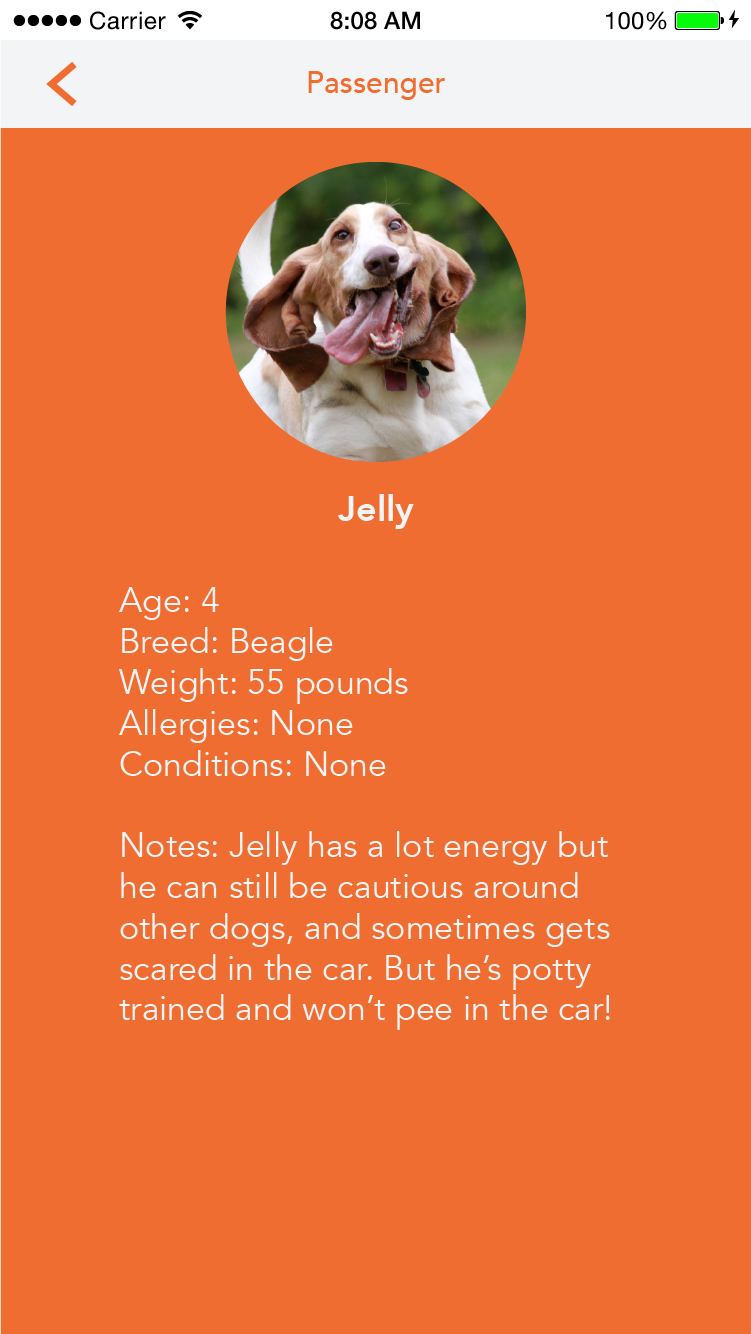 Carrier 8:08 AM 100%
Passenger
Jelly
Age: 4
Breed: Beagle
Weight: 55 pounds
Allergies: None
Conditions: None
Notes: Jelly has a lot energy but
he can still be cautious around
other dogs, and sometimes gets
scared in the car. But he’s potty
trained and won’t pee in the car!